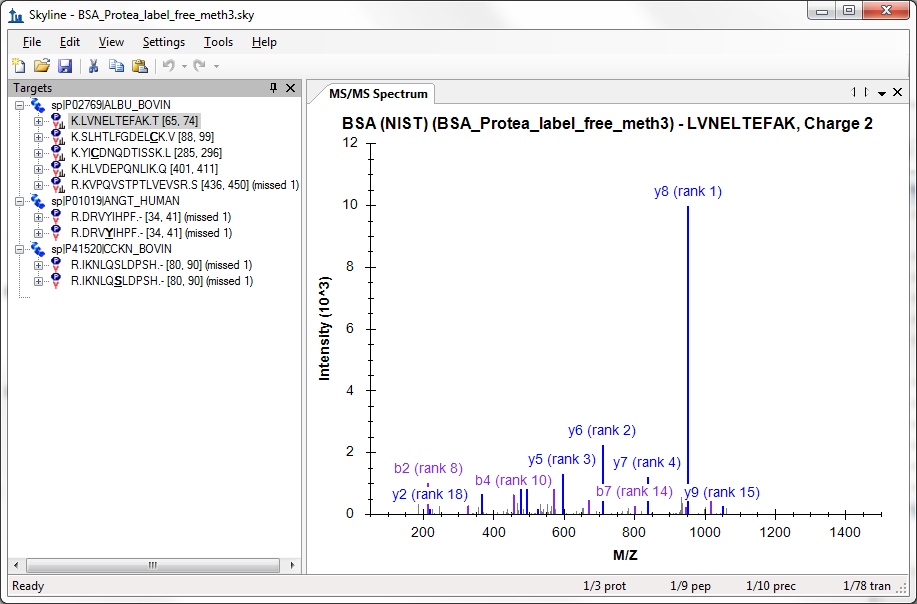 Skyline - BSA_Protea_label_free_meth3.sky
File Edit View Settings Tools Help
Targets
sp|P02769|ALBU_BOVIN
K.LVNELTEFAK.T [65, 74]
K.SLHTLFGDELCK.V [88, 99]
K.YICDNQDTISSK.L [285, 296]
K.HLVDEPQNLIK.Q [401, 411]
R.KVPQVSTPTLVEVSR.S [436, 450] (missed 1)
sp|P01019|ANGT_HUMAN
R.DRVYIHPF.- [34, 41] (missed 1)
R.DRVYIHPF.- [34, 41] (missed 1)
sp|P41520|CCKN_BOVIN
R.IKNLQSLDPSH.- [80, 90] (missed 1)
R.IKNLQSLDPSH.- [80, 90] (missed 1)
MS/MS Spectrum
BSA (NIST) (BSA_Protea_label_free_meth3) - LVNELTEFAK, Charge 2
12
10
8
6
4
2
0
Intensity (10^3)
y8 (rank 1)
y6 (rank 2)
y5 (rank 3)
y7 (rank 4)
b2 (rank 8)
b4 (rank 10)
y2 (rank 18)
b7 (rank 14)
y9 (rank 15)
200 400 600 800 1000 1200 1400
M/Z
Ready 1/3 prot 1/9 pep 1/10 prec 1/78 tran